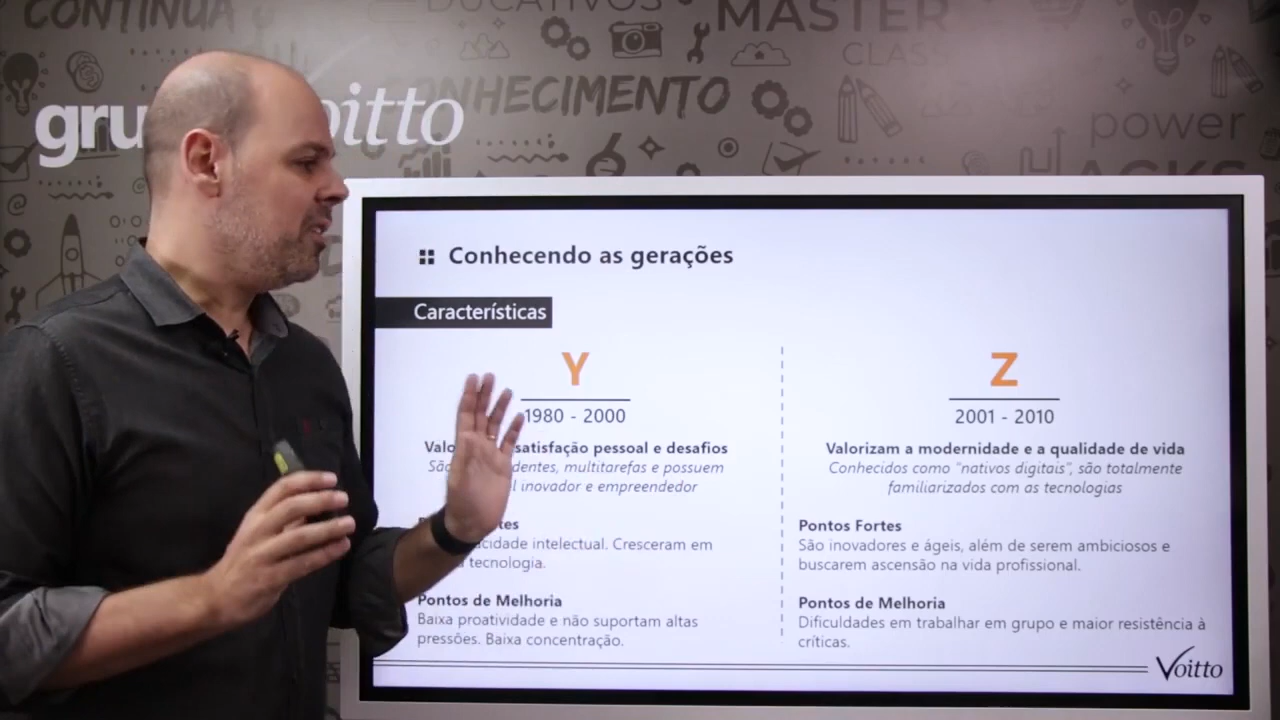 CONTINUA
EDUCATIVOS
MASTER
CLASS
CONHECIMENTO
gru oitto
power
HACKS
Conhecendo as gerações
Características
Y
1980 - 2000
satisfação pessoal e desafios
São dentes, multitarefas e possuem
l inovador e empreendedor
tes
acidade intelectual. Cresceram em
tecnologia.
Pontos de Melhoria
Baixa proatividade e não suportam altas
pressões. Baixa concentração.
Z
2001 - 2010
Valorizam a modernidade e a qualidade de vida
Conhecidos como "nativos digitais", são totalmente
familiarizados com as tecnologias
Pontos Fortes
São inovadores e ágeis, além de serem ambiciosos e
buscarem ascensão na vida profissional.
Pontos de Melhoria
Dificuldades em trabalhar em grupo e maior resistência à
críticas.
Voitto